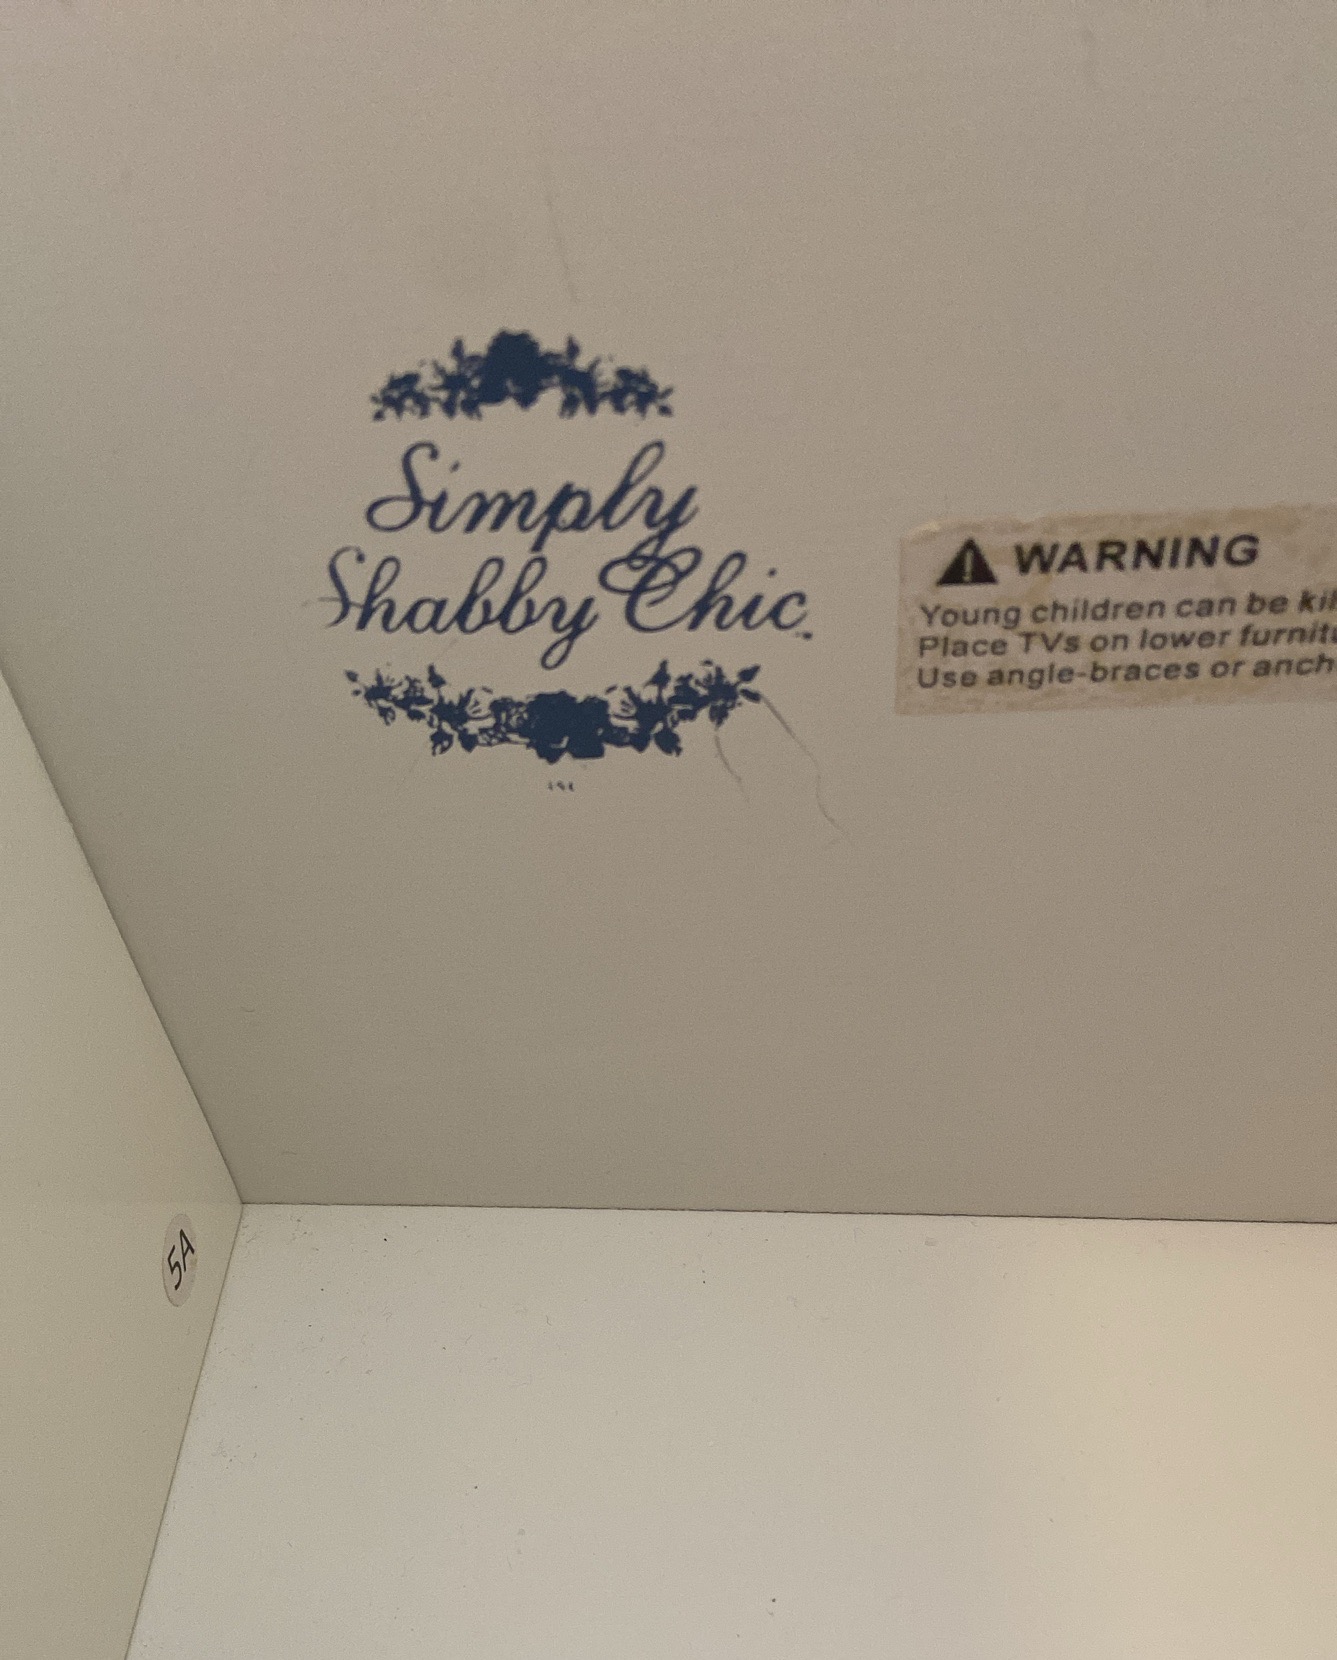 Simply
Shabby Chic
WARNING
Young children can be
Place TVs on lower
Use angle-braces or
5A